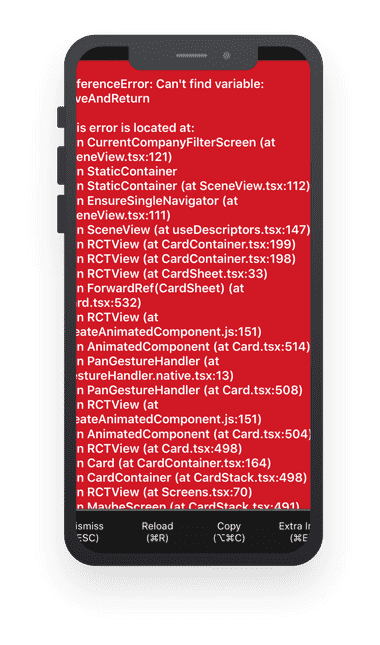 ferenceError: Can't find variable:
veAndReturn
is error is located at:
n CurrentCompanyFilterScreen (at
eneView.tsx:121)
n StaticContainer
n StaticContainer (at SceneView.tsx:112)
n EnsureSingleNavigator (at
eneView.tsx:111)
n SceneView (at useDescriptors.tsx:147)
n RCTView (at CardContainer.tsx:199)
n RCTView (at CardContainer.tsx:198)
n RCTView (at CardSheet.tsx:33)
n ForwardRef(CardSheet) (at
ard.tsx:532)
n RCTView (at
eateAnimatedComponent.js:151)
n AnimatedComponent (at Card.tsx:514)
n PanGestureHandler (at
estureHandler.native.tsx:13)
n PanGestureHandler (at Card.tsx:508)
n RCTView (at
eateAnimatedComponent.js:151)
n AnimatedComponent (at Card.tsx:504)
n RCTView (at Card.tsx:498)
n Card (at CardContainer.tsx:164)
n CardContainer (at CardStack.tsx:498)
n RCTView (at Screens.tsx:70)
n MaybeScreen (at CardStack.tsx:491)
ismiss Reload Copy Extra In
ESC) (⌘R) (⌥⌘C) (⌘E